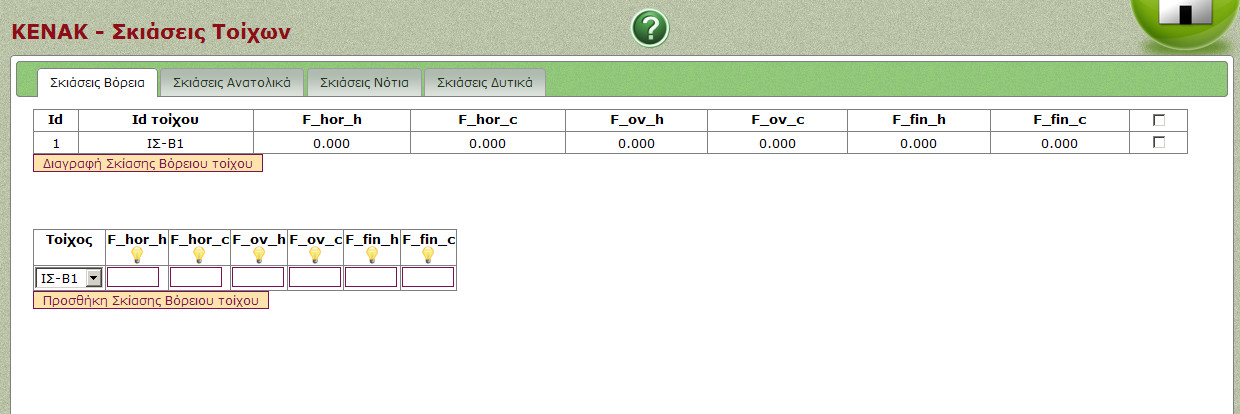 KENAK - Σκιάσεις Τοίχων
?
Σκιάσεις Βόρεια Σκιάσεις Ανατολικά Σκιάσεις Νότια Σκιάσεις Δυτικά
Id Id τοίχου F_hor_h F_hor_c F_ov_h F_ov_c F_fin_h F_fin_c
1 ΙΣ-Β1 0.000 0.000 0.000 0.000 0.000 0.000
Διαγραφή Σκίασης Βόρειου τοίχου
Τοίχος F_hor_h F_hor_c F_ov_h F_ov_c F_fin_h F_fin_c
ΙΣ-Β1
Προσθήκη Σκίασης Βόρειου τοίχου